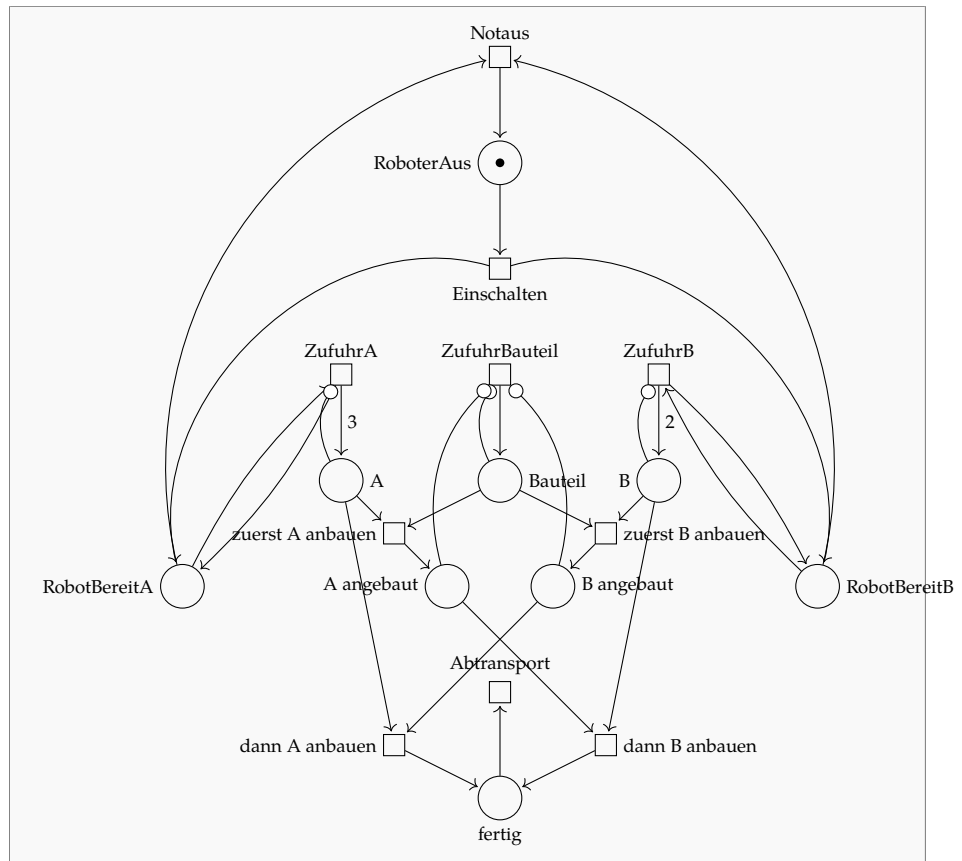 Notaus
RoboterAus
Einschalten
ZufuhrA
ZufuhrBauteil
ZufuhrB
3
2
A
Bauteil
B
zuerst A anbauen
zuerst B anbauen
RobotBereitA
A angebaut
B angebaut
RobotBereitB
Abtransport
dann A anbauen
dann B anbauen
fertig